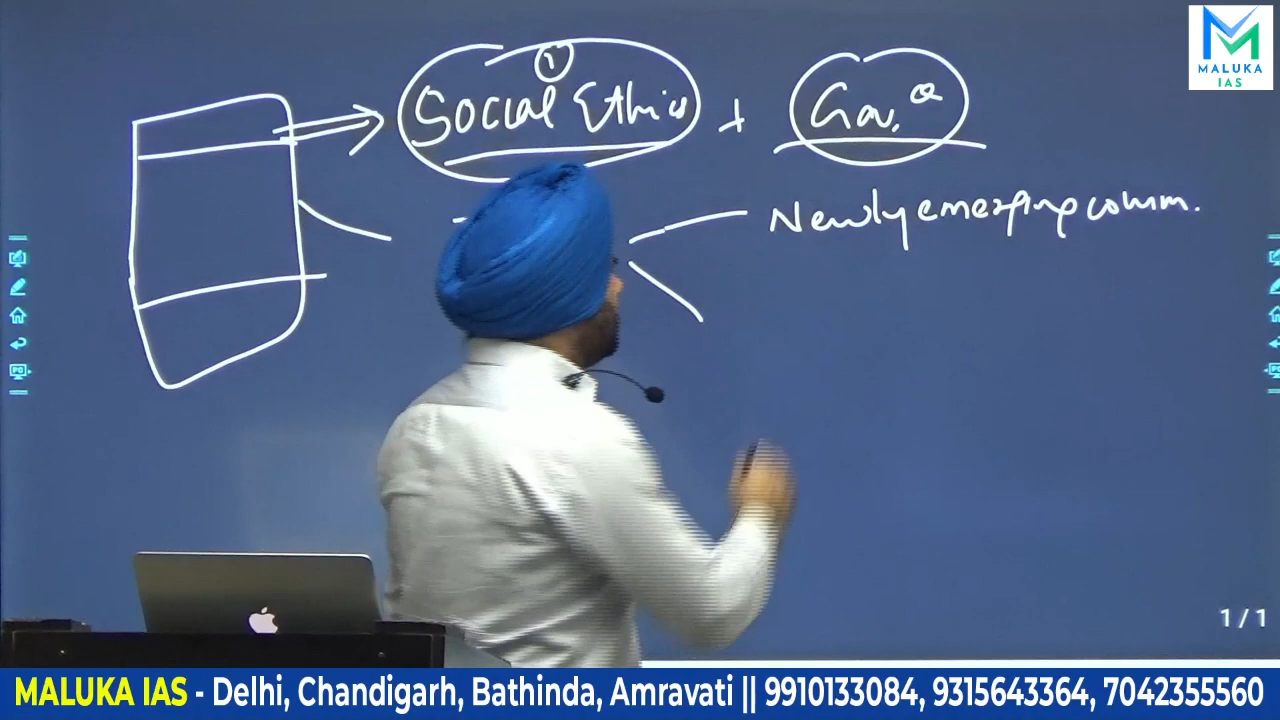 MALUKA
IAS
1
Social Ethics + Gov.
Newly emerging comm.
1/1
MALUKA IAS - Delhi, Chandigarh, Bathinda, Amravati || 9910133084, 9315643364, 7042355560